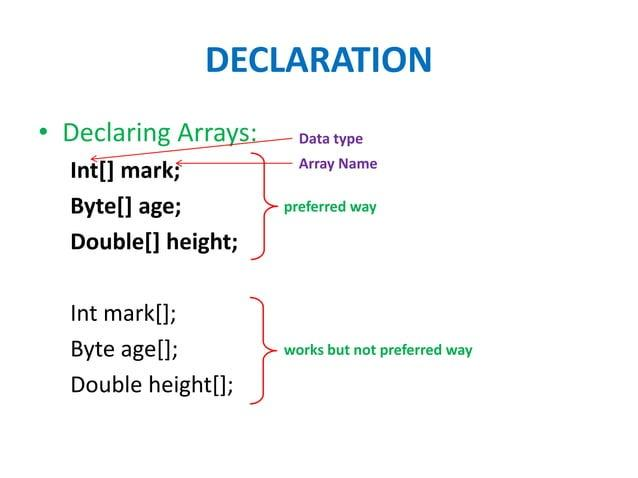 DECLARATION
• Declaring Arrays:
Data type
Int[] mark;
Array Name
Byte[] age;
preferred way
Double[] height;
Int mark[];
Byte age[];
works but not preferred way
Double height[];